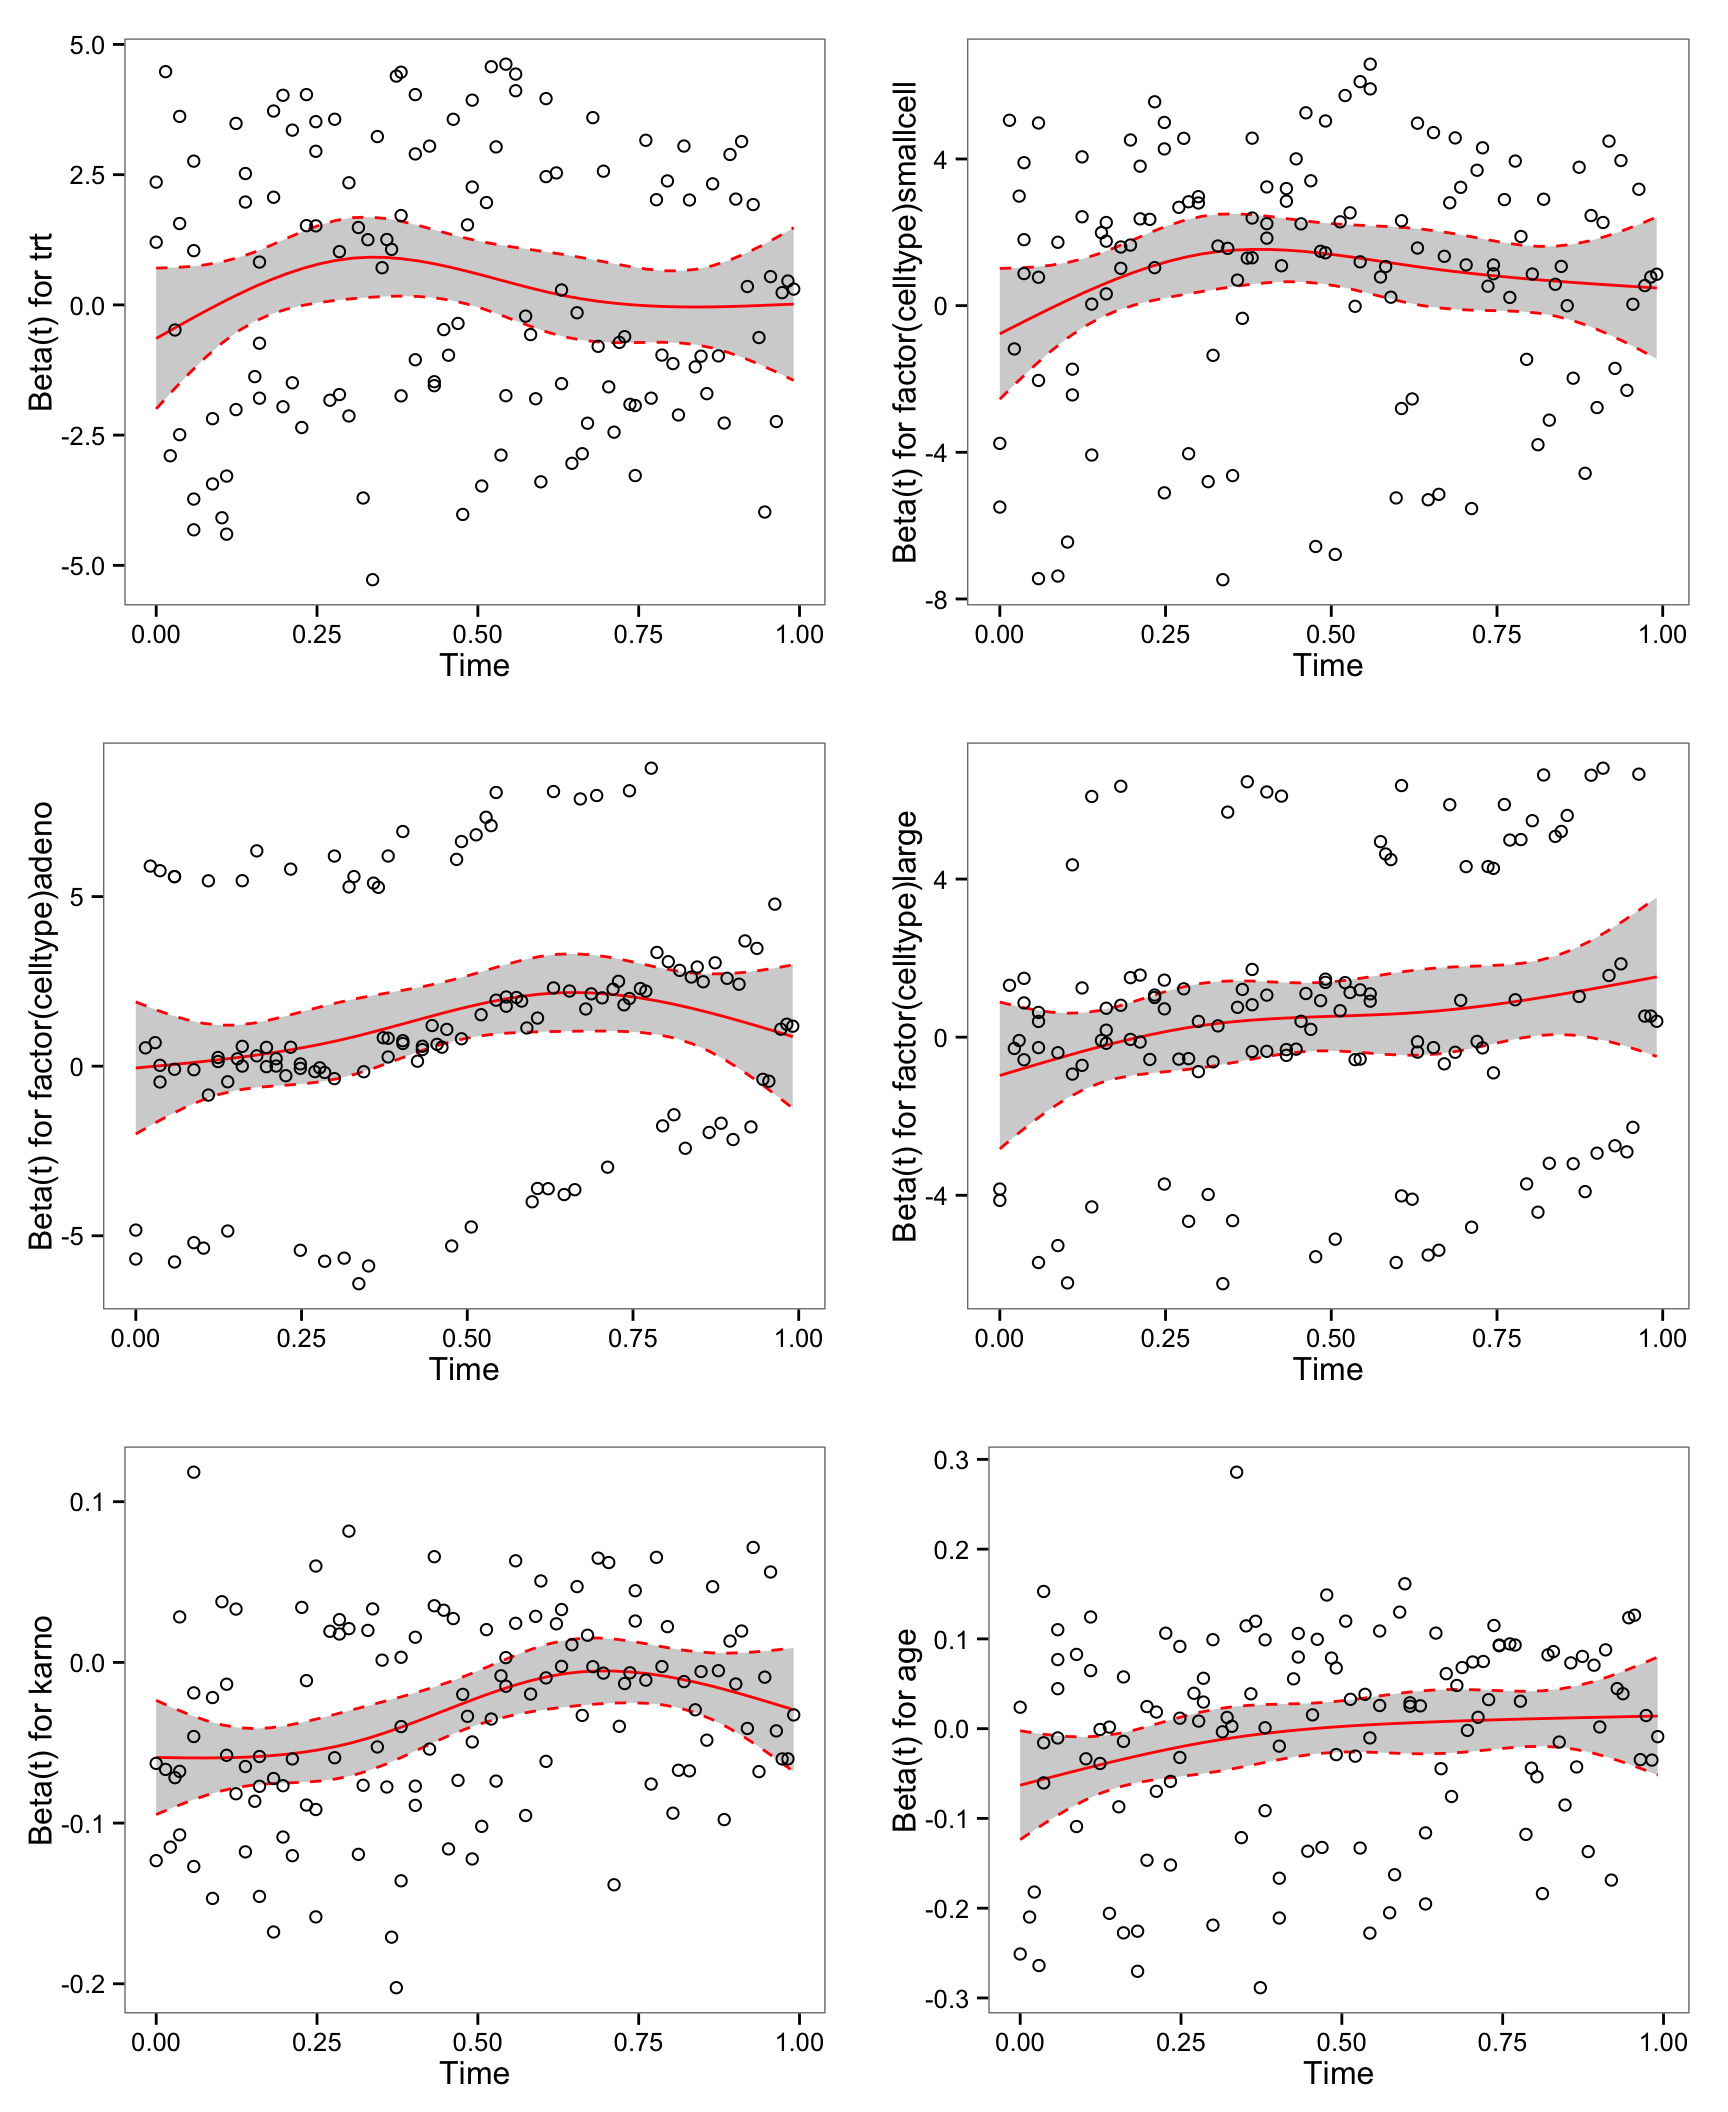 Beta(t) for trt
5.0
2.5
0.0
-2.5
-5.0
0.00 0.25 0.50 0.75 1.00
Time
Beta(t) for factor(celltype)smallcell
4
0
-4
-8
0.00 0.25 0.50 0.75 1.00
Time
Beta(t) for factor(celltype)adeno
5
0
-5
0.00 0.25 0.50 0.75 1.00
Time
Beta(t) for factor(celltype)large
4
0
-4
0.00 0.25 0.50 0.75 1.00
Time
Beta(t) for karno
0.1
0.0
-0.1
-0.2
0.00 0.25 0.50 0.75 1.00
Time
Beta(t) for age
0.3
0.2
0.1
0.0
-0.1
-0.2
-0.3
0.00 0.25 0.50 0.75 1.00
Time